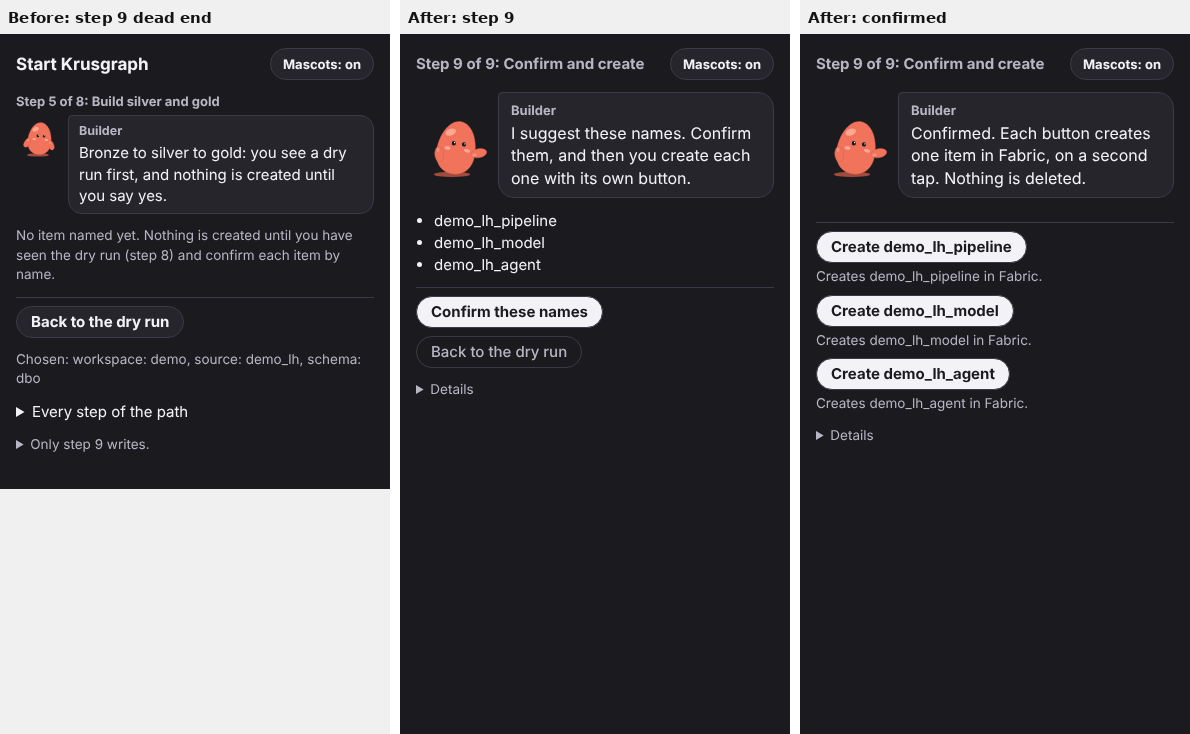 Before: step 9 dead end
Start Krusgraph
Mascots: on
Step 5 of 8: Build silver and gold
Builder
Bronze to silver to gold: you see a dry
run first, and nothing is created until
you say yes.
No item named yet. Nothing is created until you have
seen the dry run (step 8) and confirm each item by
name.
Back to the dry run
Chosen: workspace: demo, source: demo_lh, schema:
dbo
Every step of the path
Only step 9 writes.
After: step 9
Step 9 of 9: Confirm and create
Mascots: on
Builder
I suggest these names. Confirm
them, and then you create each
one with its own button.
• demo_lh_pipeline
• demo_lh_model
• demo_lh_agent
Confirm these names
Back to the dry run
Details
After: confirmed
Step 9 of 9: Confirm and create
Mascots: on
Builder
Confirmed. Each button creates
one item in Fabric, on a second
tap. Nothing is deleted.
Create demo_lh_pipeline
Creates demo_lh_pipeline in Fabric.
Create demo_lh_model
Creates demo_lh_model in Fabric.
Create demo_lh_agent
Creates demo_lh_agent in Fabric.
Details